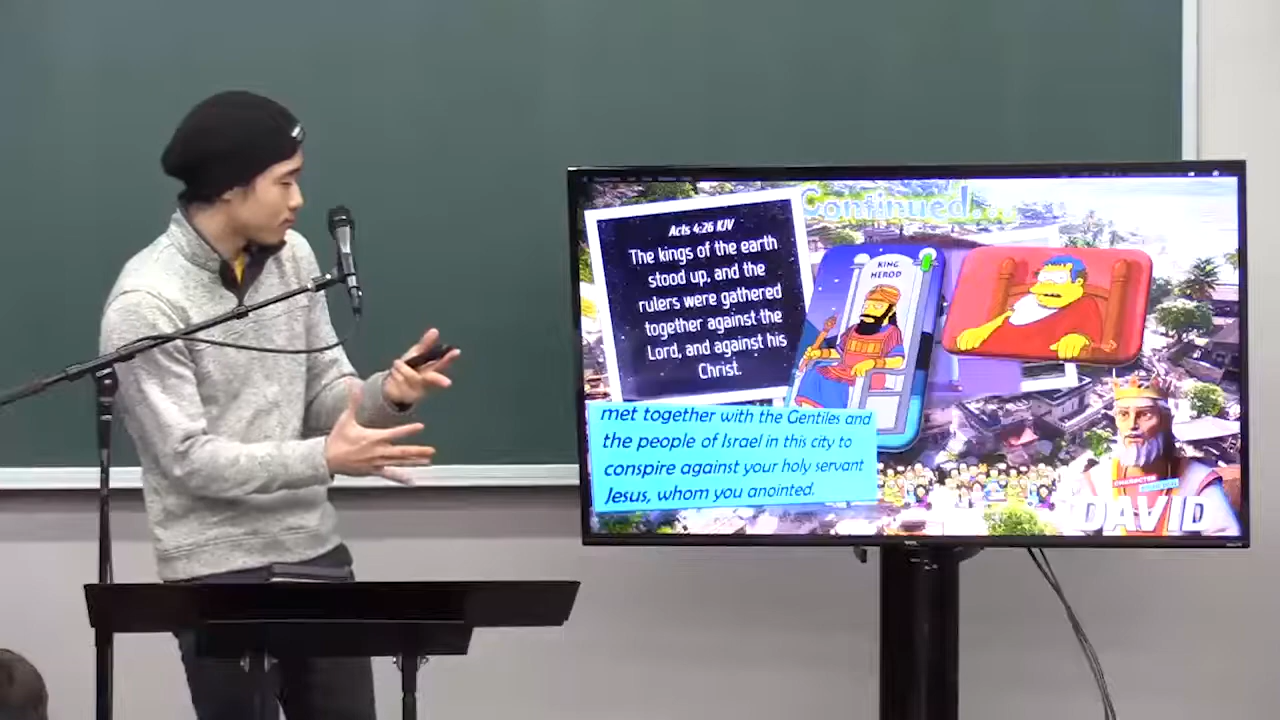 Continued...
Acts 4:26 KJV
The kings of the earth
stood up, and the
rulers were gathered
together against the
Lord, and against his
Christ.
KING
HEROD
met together with the Gentiles and
the people of Israel in this city to
conspire against your holy servant
Jesus, whom you anointed.
CHARACTER
DAVID